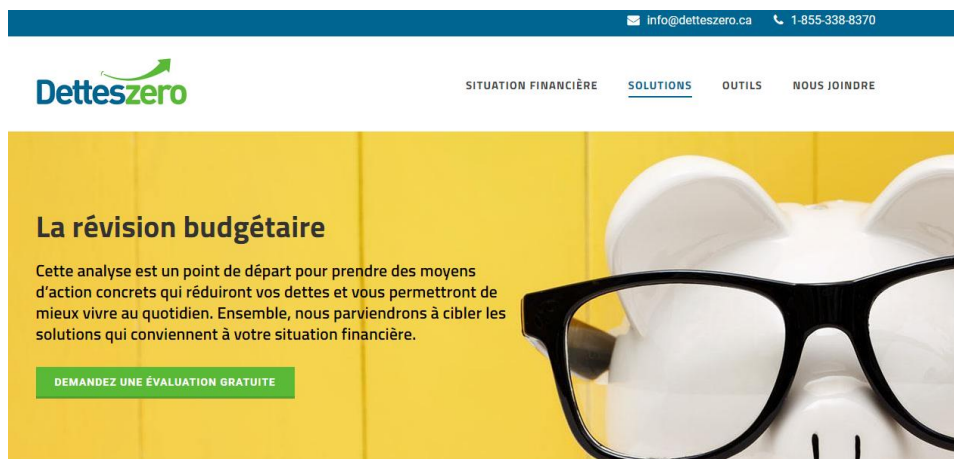 info@detteszero.ca 1-855-338-8370
Detteszero
SITUATION FINANCIÈRE SOLUTIONS OUTILS NOUS JOINDRE
La révision budgétaire
Cette analyse est un point de départ pour prendre des moyens
d'action concrets qui réduiront vos dettes et vous permettront de
mieux vivre au quotidien. Ensemble, nous parviendrons à cibler les
solutions qui conviennent à votre situation financière.
DEMANDEZ UNE ÉVALUATION GRATUITE